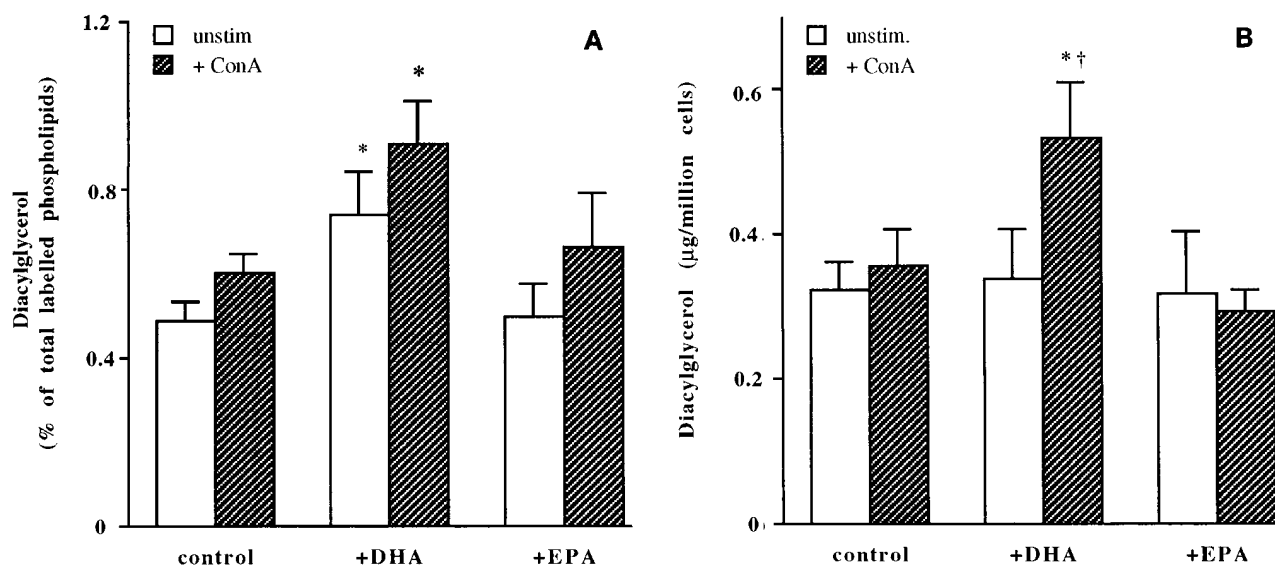 Diacylglycerol
(% of total labelled phospholipids)
1.2
0.8
0.4
0
unstim
+ ConA
A
*
*
control
+DHA
+EPA
Diacylglycerol (μg/million cells)
0.6
0.4
0.2
0
unstim.
+ ConA
B
*†
control
+DHA
+EPA